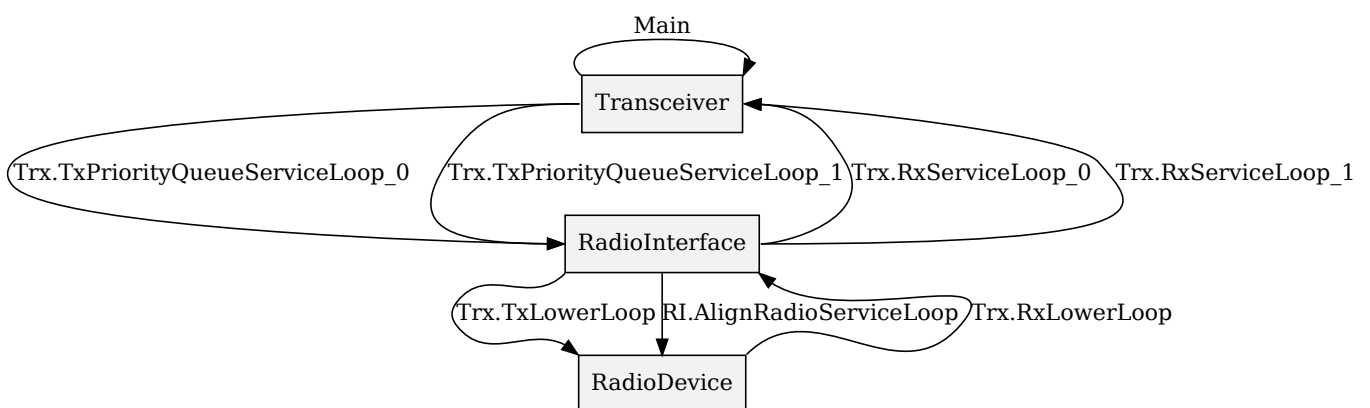 Main
Transceiver
Trx.TxPriorityQueueServiceLoop_0
Trx.TxPriorityQueueServiceLoop_1
Trx.RxServiceLoop_0
Trx.RxServiceLoop_1
RadioInterface
Trx.TxLowerLoop
RI.AlignRadioServiceLoop
Trx.RxLowerLoop
RadioDevice